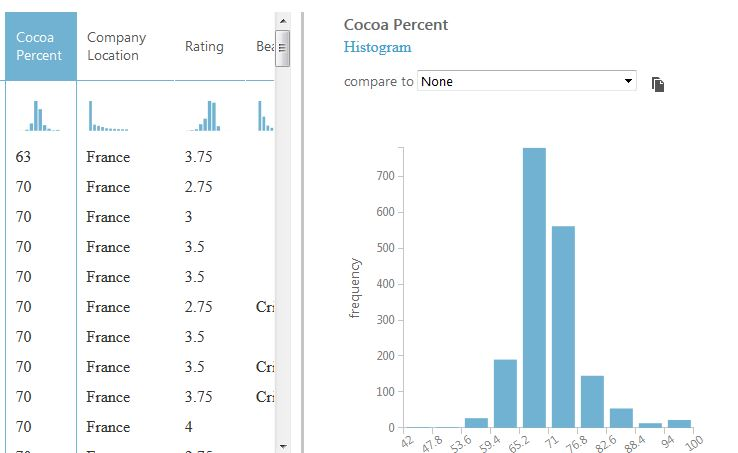 Cocoa
Percent
Company
Location
Rating
Bea
63 France 3.75
70 France 2.75
70 France 3
70 France 3.5
70 France 3.5
70 France 2.75 Cri
70 France 3.5
70 France 3.5 Cri
70 France 3.75 Cri
70 France 4
Cocoa Percent
Histogram
compare to None
frequency
700
600
500
400
300
200
100
0
42 47.8 53.6 59.4 65.2 71 76.8 82.6 88.4 94 100